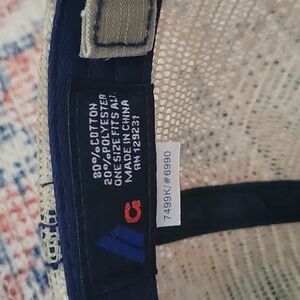 80% COTTON
20% POLYESTER
ONE SIZE FITS ALL
MADE IN CHINA
RN 129231
7499K/#6990